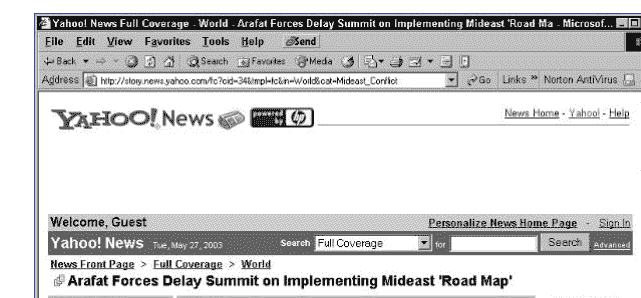 Yahoo! News Full Coverage - World - Arafat Forces Delay Summit on Implementing Mideast 'Road Ma - Microsof...
File Edit View Favorites Tools Help Send
Back Search Favorites Media
Address http://story.news.yahoo.com/fc?cid=34&tmpl=fc&in=World&cat=Mideast_Conflict Go Links » Norton AntiVirus
YAHOO! News powered hp News Home - Yahoo! - Help
Welcome, Guest Personalize News Home Page - Sign In
Yahoo! News Tue, May 27, 2003 Search Full Coverage for Search Advanced
News Front Page > Full Coverage > World
Arafat Forces Delay Summit on Implementing Mideast 'Road Map'